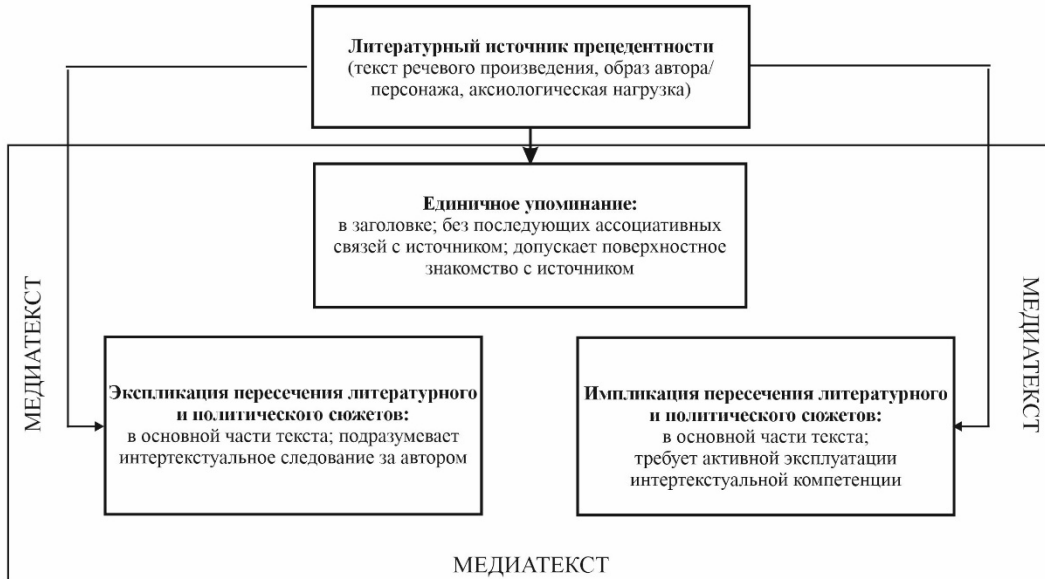 Литературный источник прецедентности
(текст речевого произведения, образ автора/
персонажа, аксиологическая нагрузка)
Единичное упоминание:
в заголовке; без последующих ассоциативных
связей с источником; допускает поверхностное
знакомство с источником
МЕДИАТЕКСТ
МЕДИАТЕКСТ
Экспликация пересечения литературного
и политического сюжетов:
в основной части текста; подразумевает
интертекстуальное следование за автором
Импликация пересечения литературного
и политического сюжетов:
в основной части текста;
требует активной эксплуатации
интертекстуальной компетенции
МЕДИАТЕКСТ